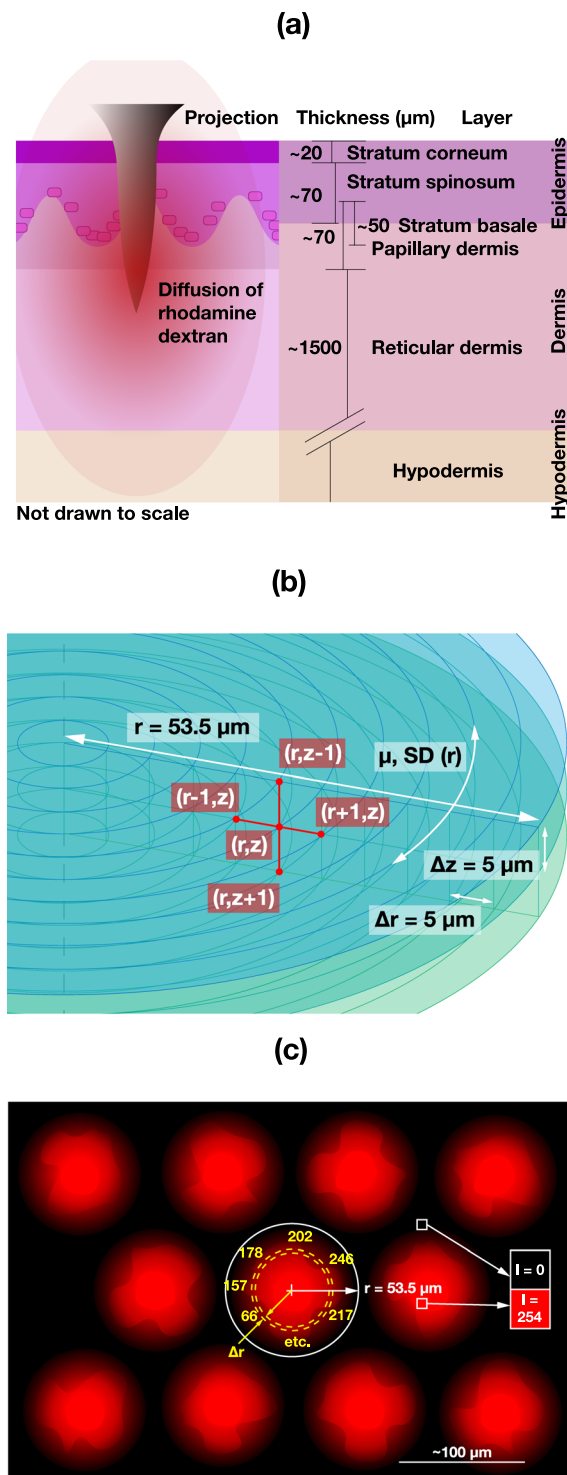 (a)
Projection Thickness (µm) Layer
~20 Stratum corneum
~70 Stratum spinosum
~50 Stratum basale
~70 Papillary dermis
Diffusion of
rhodamine
dextran
~1500 Reticular dermis
Hypodermis
Epidermis
Dermis
Hypodermis
Not drawn to scale
(b)
r = 53.5 µm
(r,z-1)
µ, SD (r)
(r-1,z)
(r+1,z)
(r,z)
(r,z+1)
Δz = 5 µm
Δr = 5 µm
(c)
202
178
246
157
r = 53.5 µm
66
217
etc.
Δr
I = 0
I =
254
~100 µm